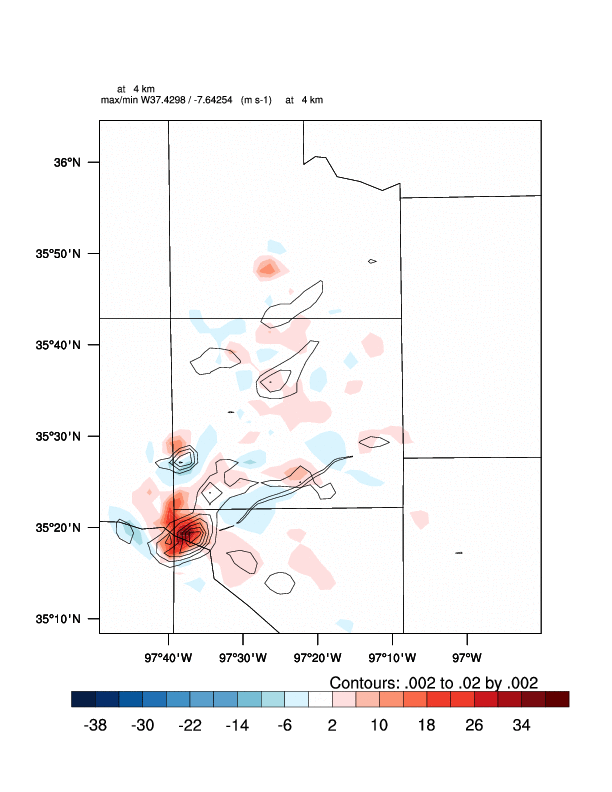 at 4 km
max/min W37.4298 / -7.64254 (m s-1) at 4 km
36°N
35°50'N
35°40'N
35°30'N
35°20'N
35°10'N
97°40'W 97°30'W 97°20'W 97°10'W 97°W
Contours: .002 to .02 by .002
-38 -30 -22 -14 -6 2 10 18 26 34